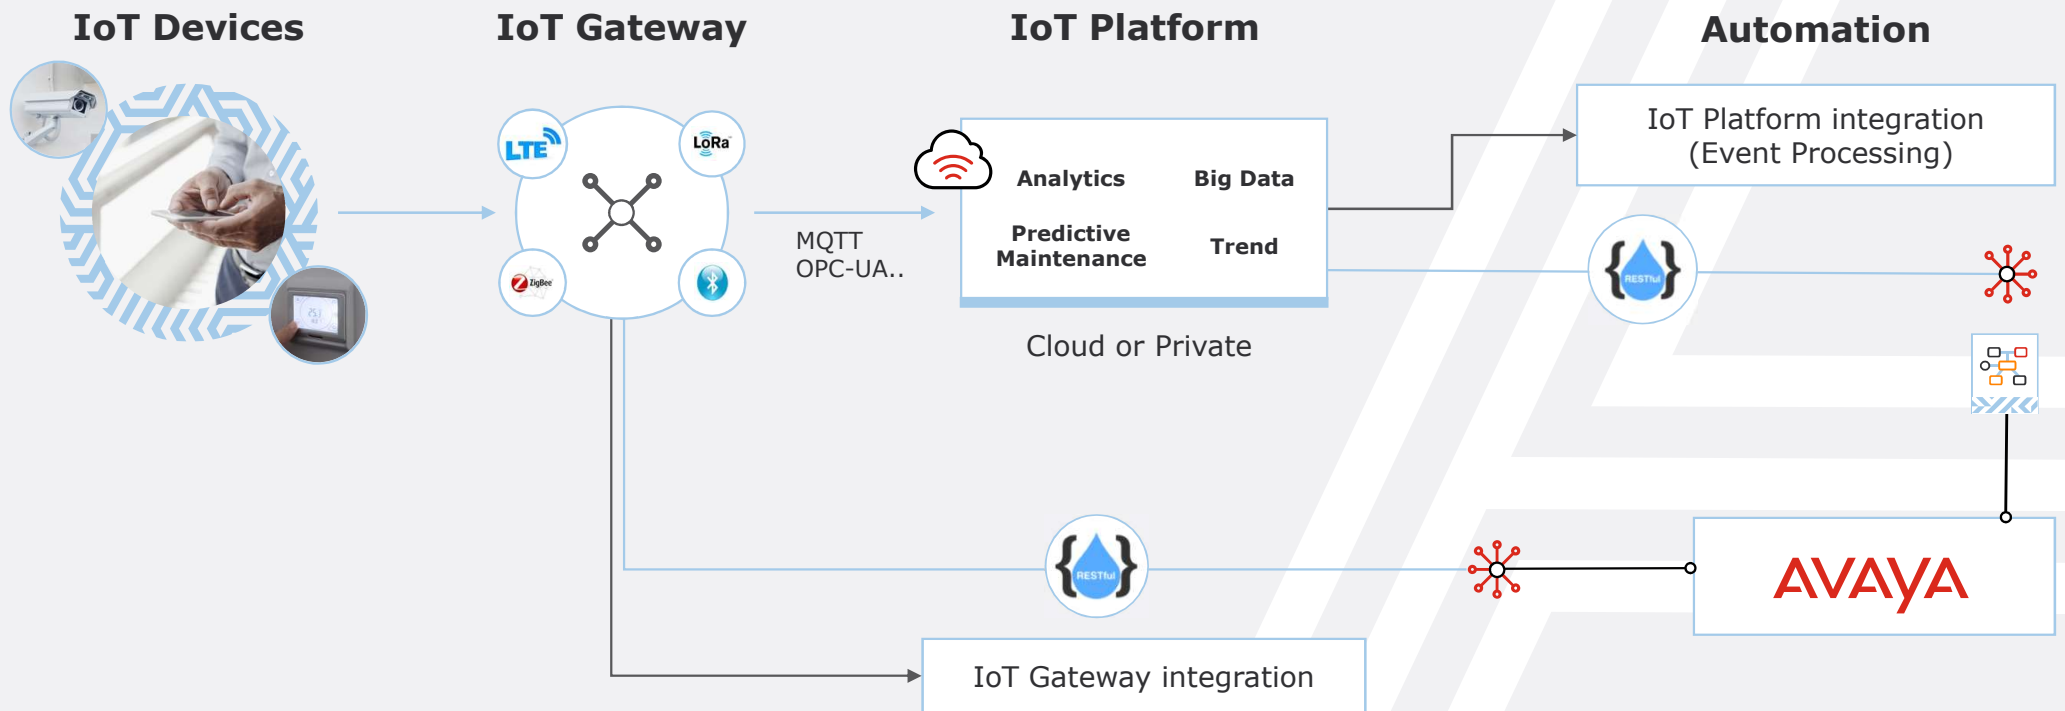 IoT Devices
IoT Gateway
IoT Platform
Automation
LTE
LoRa
ZigBee
MQTT
OPC-UA..
Analytics
Big Data
Predictive
Maintenance
Trend
Cloud or Private
IoT Platform integration
(Event Processing)
{RESTful}
{RESTful}
AVAYA
IoT Gateway integration